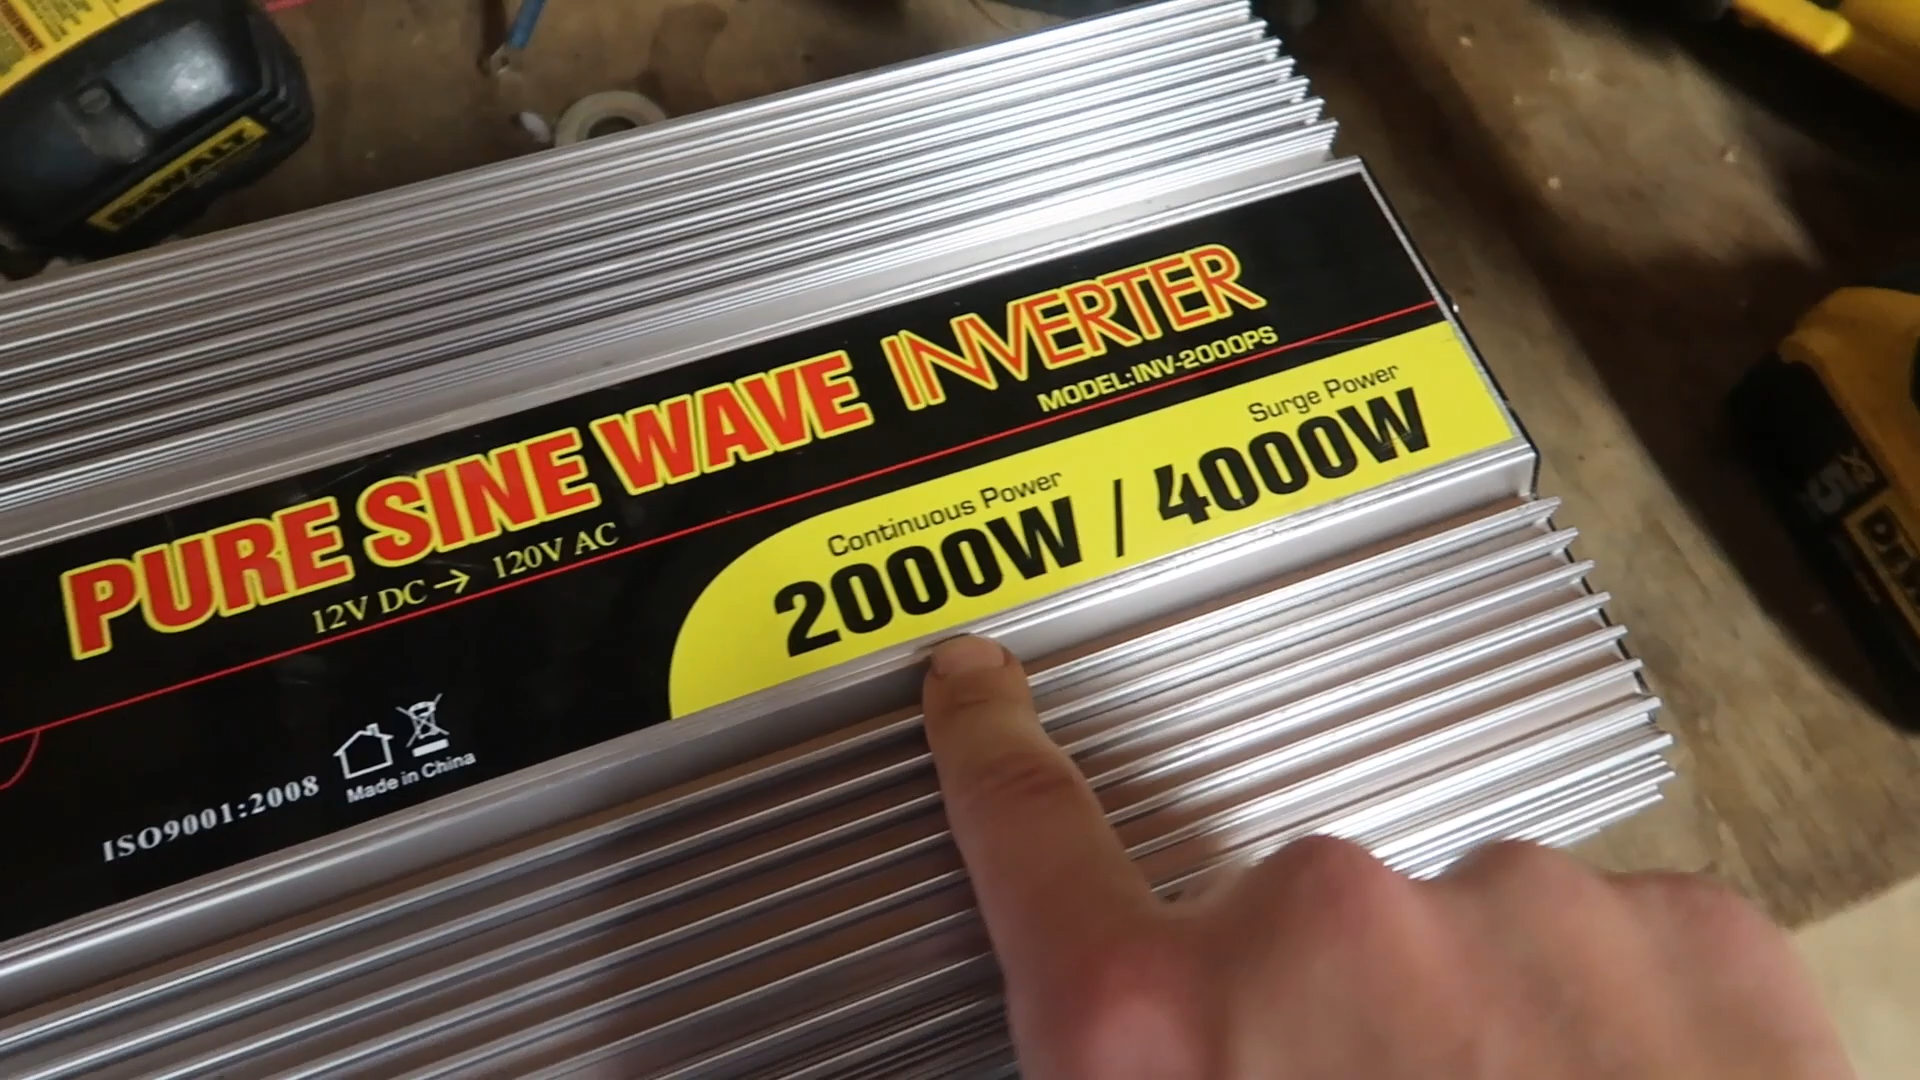 DEWALT
PURE SINE WAVE INVERTER
MODEL:INV-2000PS
12V DC → 120V AC
Continuous Power
Surge Power
2000W / 4000W
ISO9001:2008
Made in China